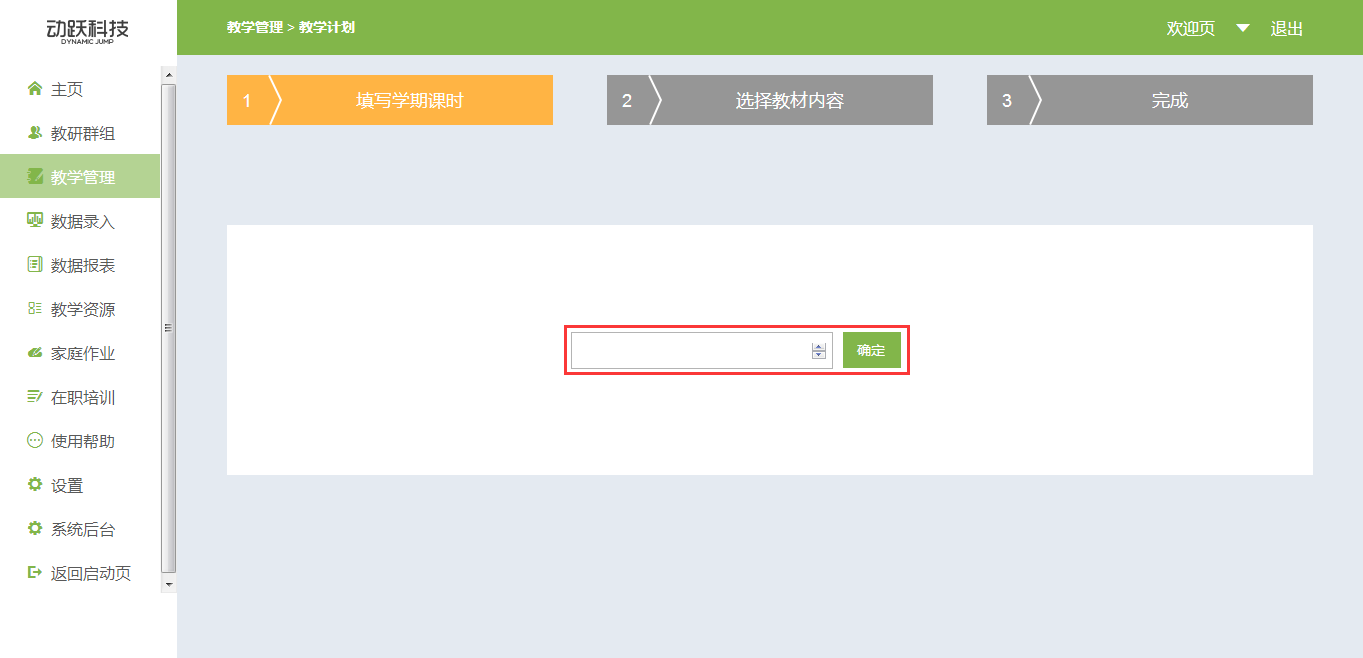 动跃科技
DYNAMIC JUMP
教学管理 > 教学计划
欢迎页
退出
主页
教研群组
教学管理
数据录入
数据报表
教学资源
家庭作业
在职培训
使用帮助
设置
系统后台
返回启动页
1 填写学期课时
2 选择教材内容
3 完成
确定